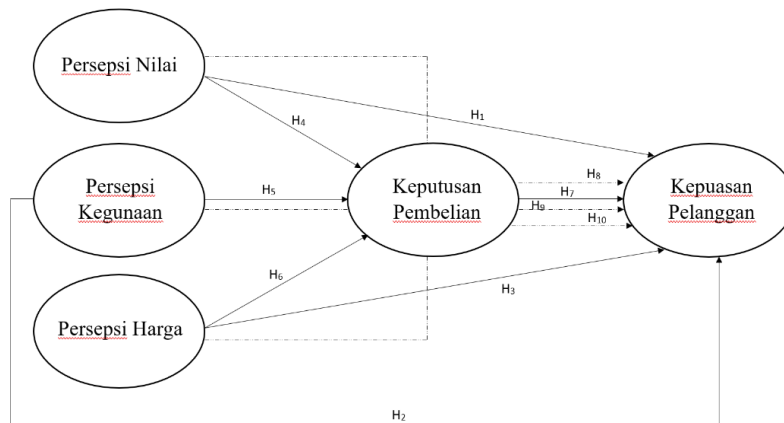 Persepsi Nilai
H1
H4
Persepsi
Kegunaan
H5
Keputusan
Pembelian
H8
H7
H9
H10
Kepuasan
Pelanggan
H6
H3
Persepsi Harga
H2